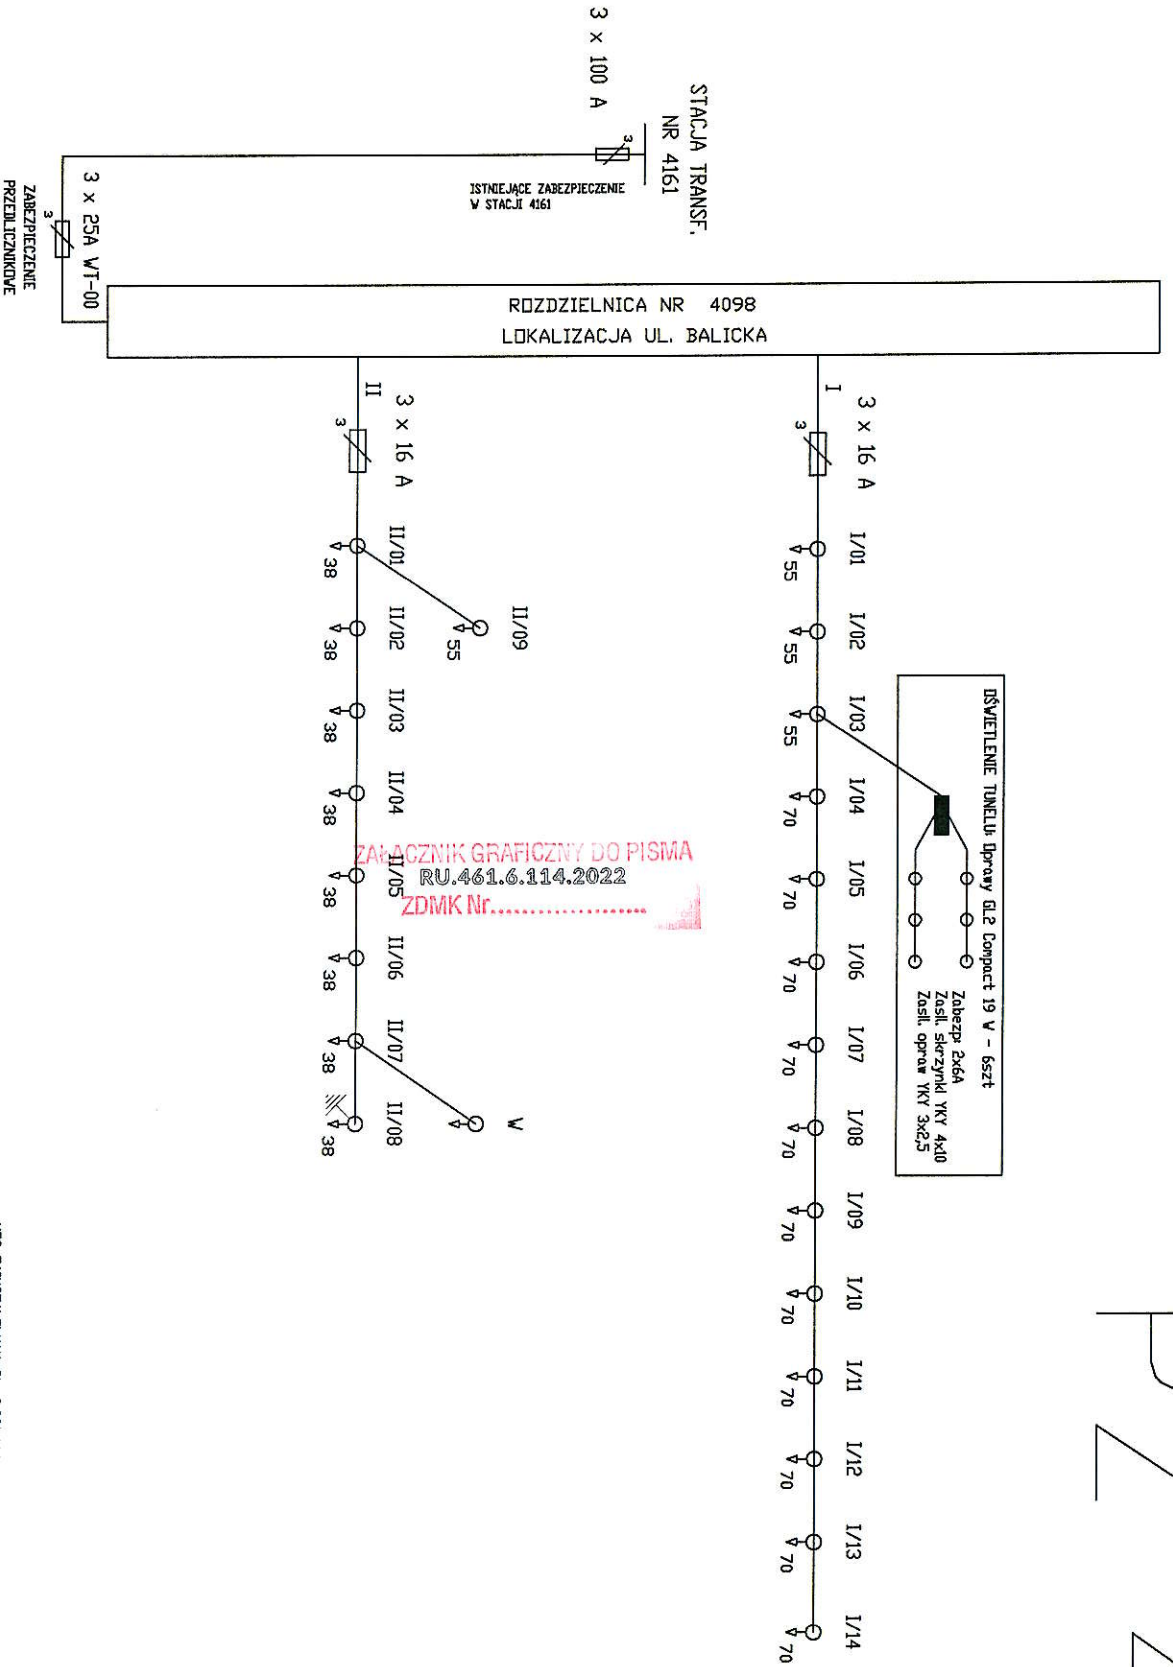 3 x 100 A
STACJA TRANSF.
NR 4161
3
ISTNIEJĄCE ZABEZPIECZENIE
W STACJI 4161
3 x 25A WT-00
3
ZABEZPIECZENIE
PRZEDLICZNIKOWE
ROZDZIELNICA NR 4098
LOKALIZACJA UL. BALICKA
I
3 x 16 A
3
I/01
55
I/02
55
I/03
55
I/04
70
I/05
70
I/06
70
I/07
70
I/08
70
I/09
70
I/10
70
I/11
70
I/12
70
I/13
70
I/14
70
OŚWIETLENIE TUNELU: Oprawy GL2 Compact 19 W - 6szt
Zabezp: 2x6A
Zasil. skrzynki YKY 4x10
Zasil. opraw YKY 3x2,5
II
3 x 16 A
3
II/01
38
II/09
55
II/02
38
II/03
38
II/04
38
II/05
38
II/06
38
II/07
38
II/08
38
W
ZAŁĄCZNIK GRAFICZNY DO PISMA
RU.461.6.114.2022
ZDMK Nr....................